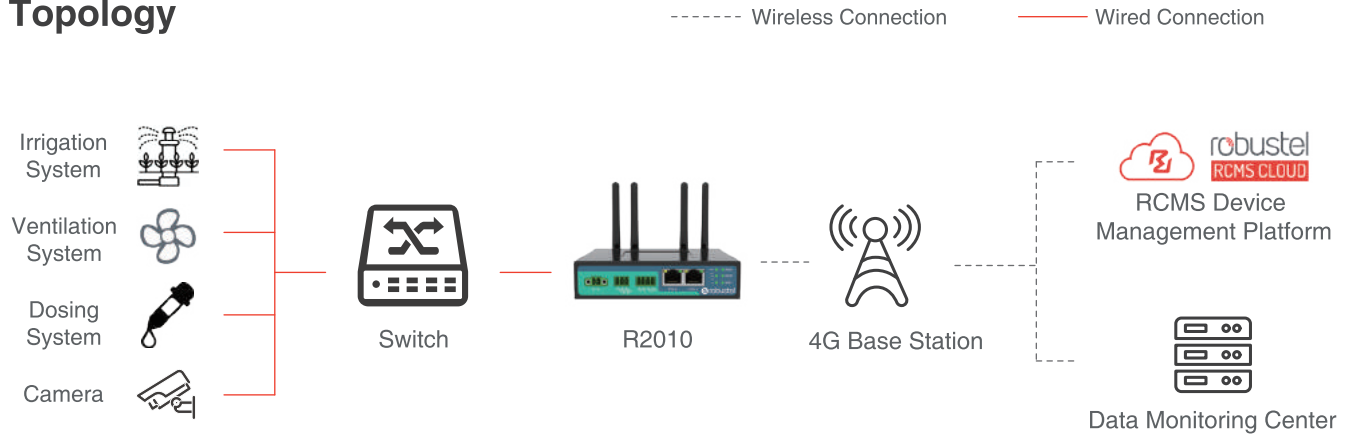 Topology
Wireless Connection
Wired Connection
Irrigation
System
Ventilation
System
Dosing
System
Camera
Switch
robustel
R2010
4G Base Station
robustel
RCMS CLOUD
RCMS Device
Management Platform
Data Monitoring Center